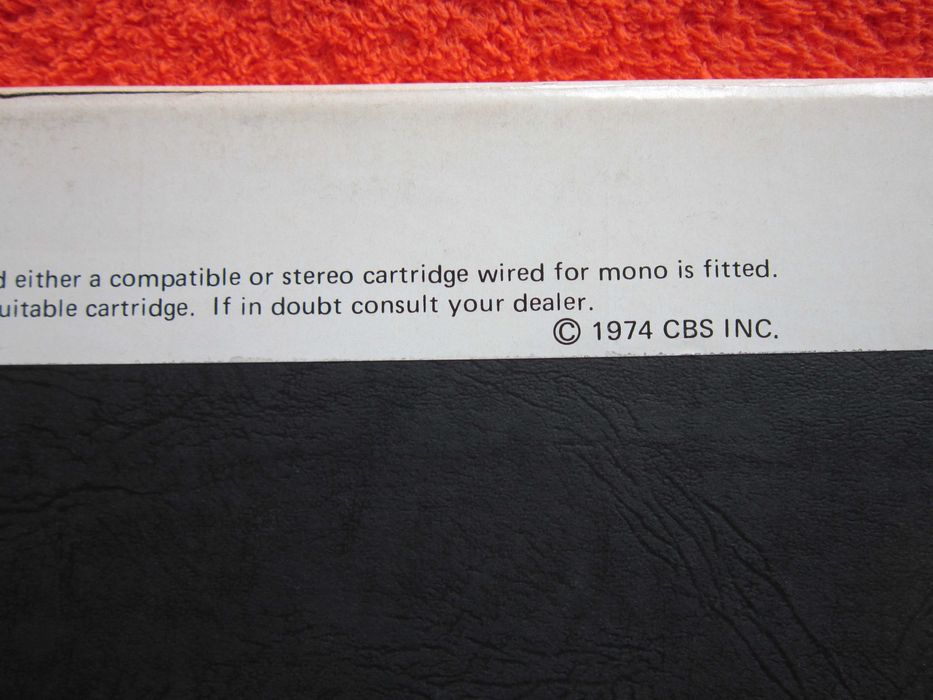 either a compatible or stereo cartridge wired for mono is fitted.
cartridge. If in doubt consult your dealer.
© 1974 CBS INC.